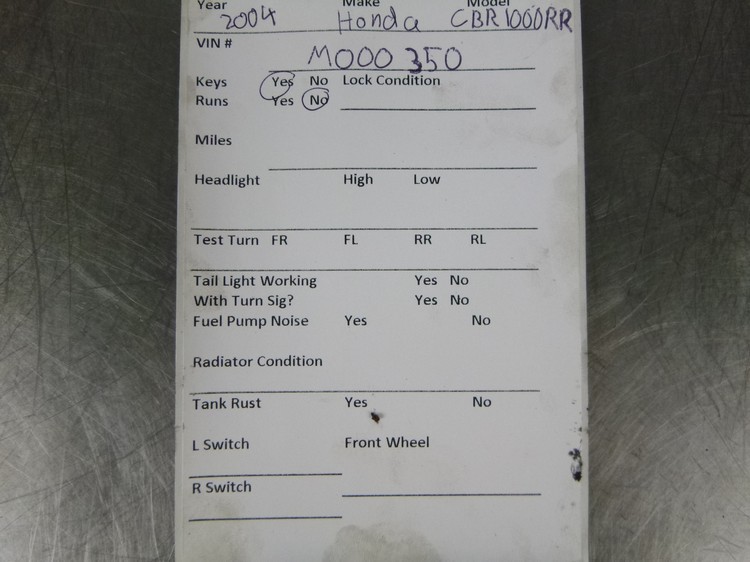 Year Make Model
2004 Honda CBR1000RR
VIN #
M000350
Keys Yes No Lock Condition
Runs Yes No
Miles
Headlight High Low
Test Turn FR FL RR RL
Tail Light Working Yes No
With Turn Sig? Yes No
Fuel Pump Noise Yes No
Radiator Condition
Tank Rust Yes No
L Switch Front Wheel
R Switch